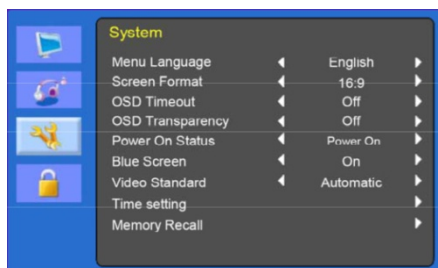 System
Menu Language English
Screen Format 16:9
OSD Timeout Off
OSD Transparency Off
Power On Status Power On
Blue Screen On
Video Standard Automatic
Time setting
Memory Recall